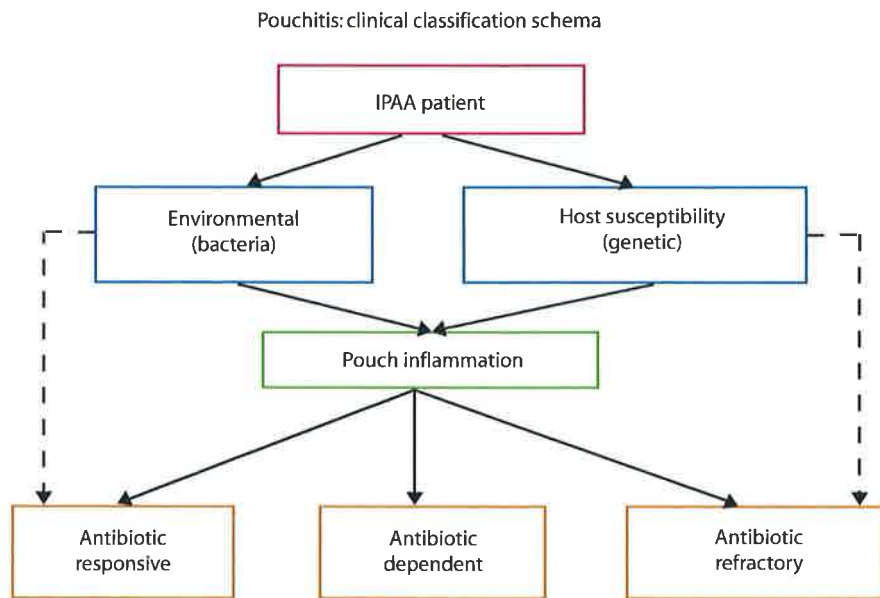 Pouchitis: clinical classification schema
IPAA patient
Environmental
(bacteria)
Host susceptibility
(genetic)
Pouch inflammation
Antibiotic
responsive
Antibiotic
dependent
Antibiotic
refractory